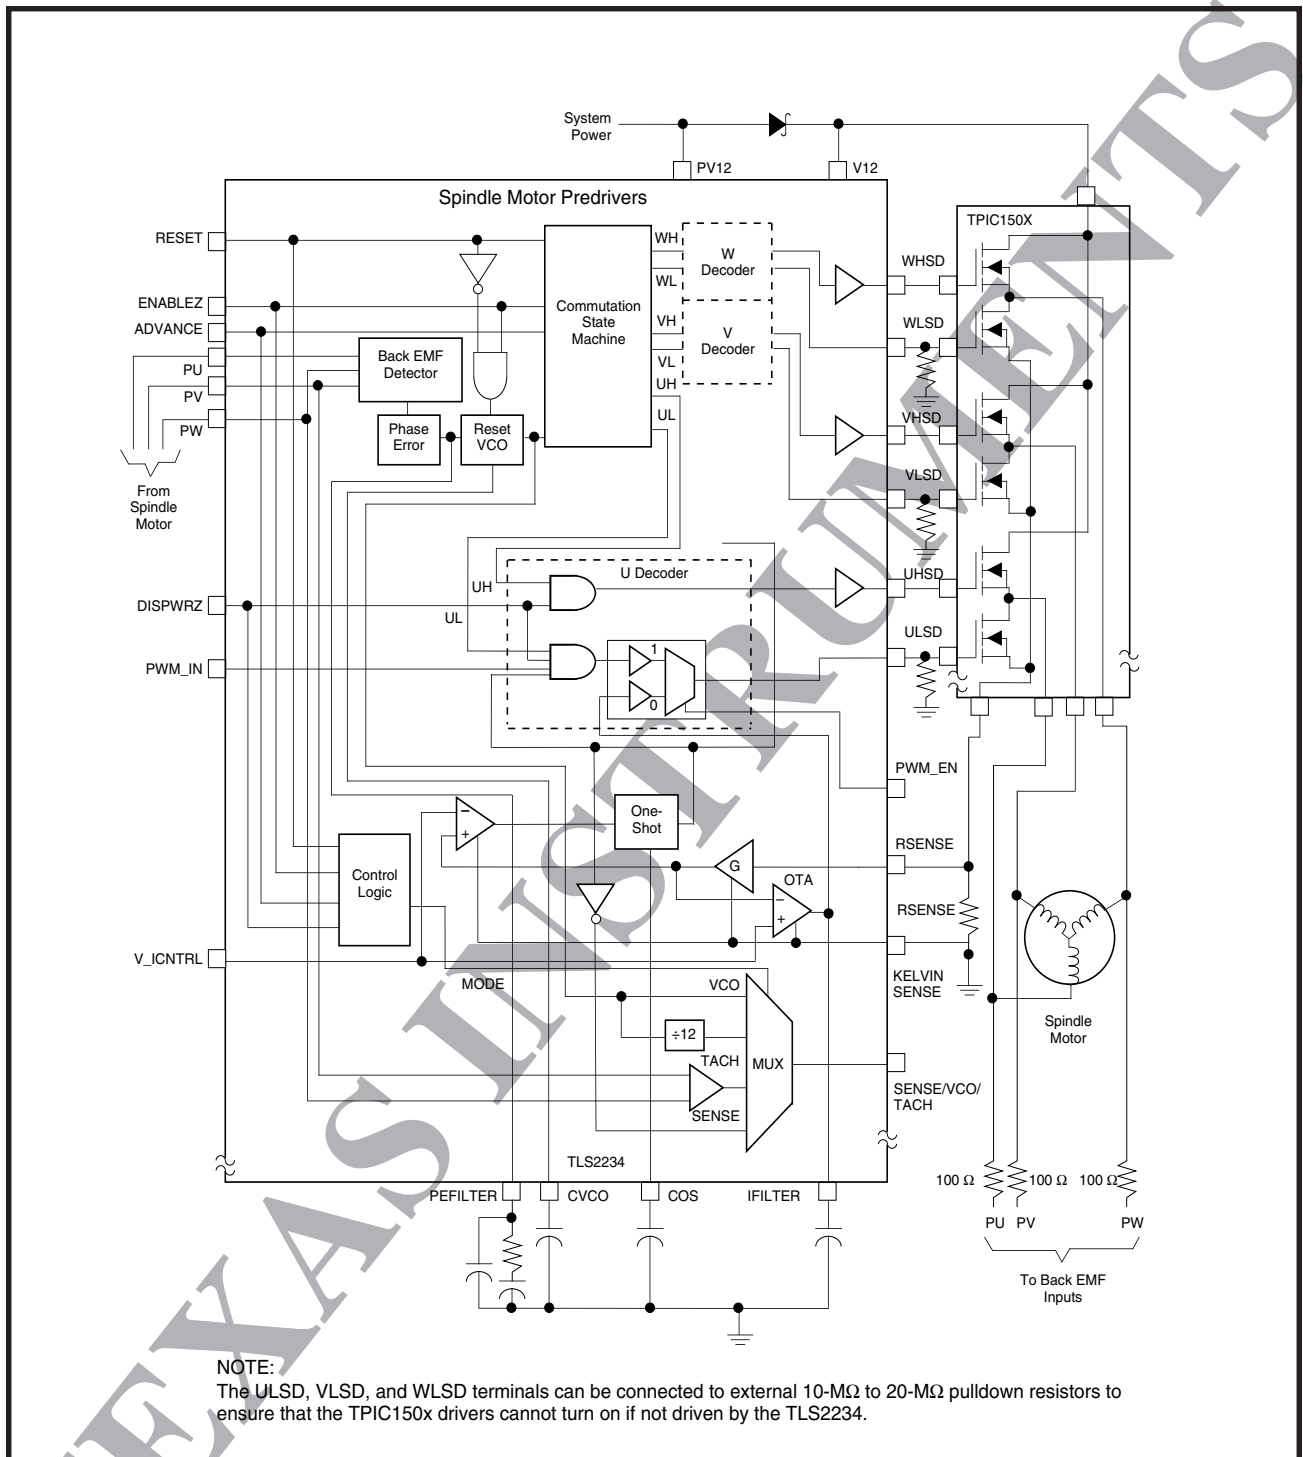 System
Power
PV12
V12
Spindle Motor Predrivers
TPIC150X
RESET
WH
W
Decoder
WL
WHSD
ENABLEZ
Commutation
State
Machine
ADVANCE
VH
V
Decoder
VL
WLSD
Back EMF
Detector
PU
UH
PV
UL
PW
Phase
Error
Reset
VCO
VHSD
VLSD
From
Spindle
Motor
U Decoder
UH
UHSD
DISPWRZ
UL
ULSD
PWM_IN
1
0
PWM_EN
One-
Shot
−
+
RSENSE
G
OTA
Control
Logic
−
+
RSENSE
V_ICNTRL
MODE
VCO
KELVIN
SENSE
÷12
TACH
MUX
Spindle
Motor
SENSE
SENSE/VCO/
TACH
TLS2234
PEFILTER
CVCO
COS
IFILTER
100 Ω
100 Ω
100 Ω
PU
PV
PW
To Back EMF
Inputs
NOTE:
The ULSD, VLSD, and WLSD terminals can be connected to external 10-MΩ to 20-MΩ pulldown resistors to
ensure that the TPIC150x drivers cannot turn on if not driven by the TLS2234.
TEXAS INSTRUMENTS